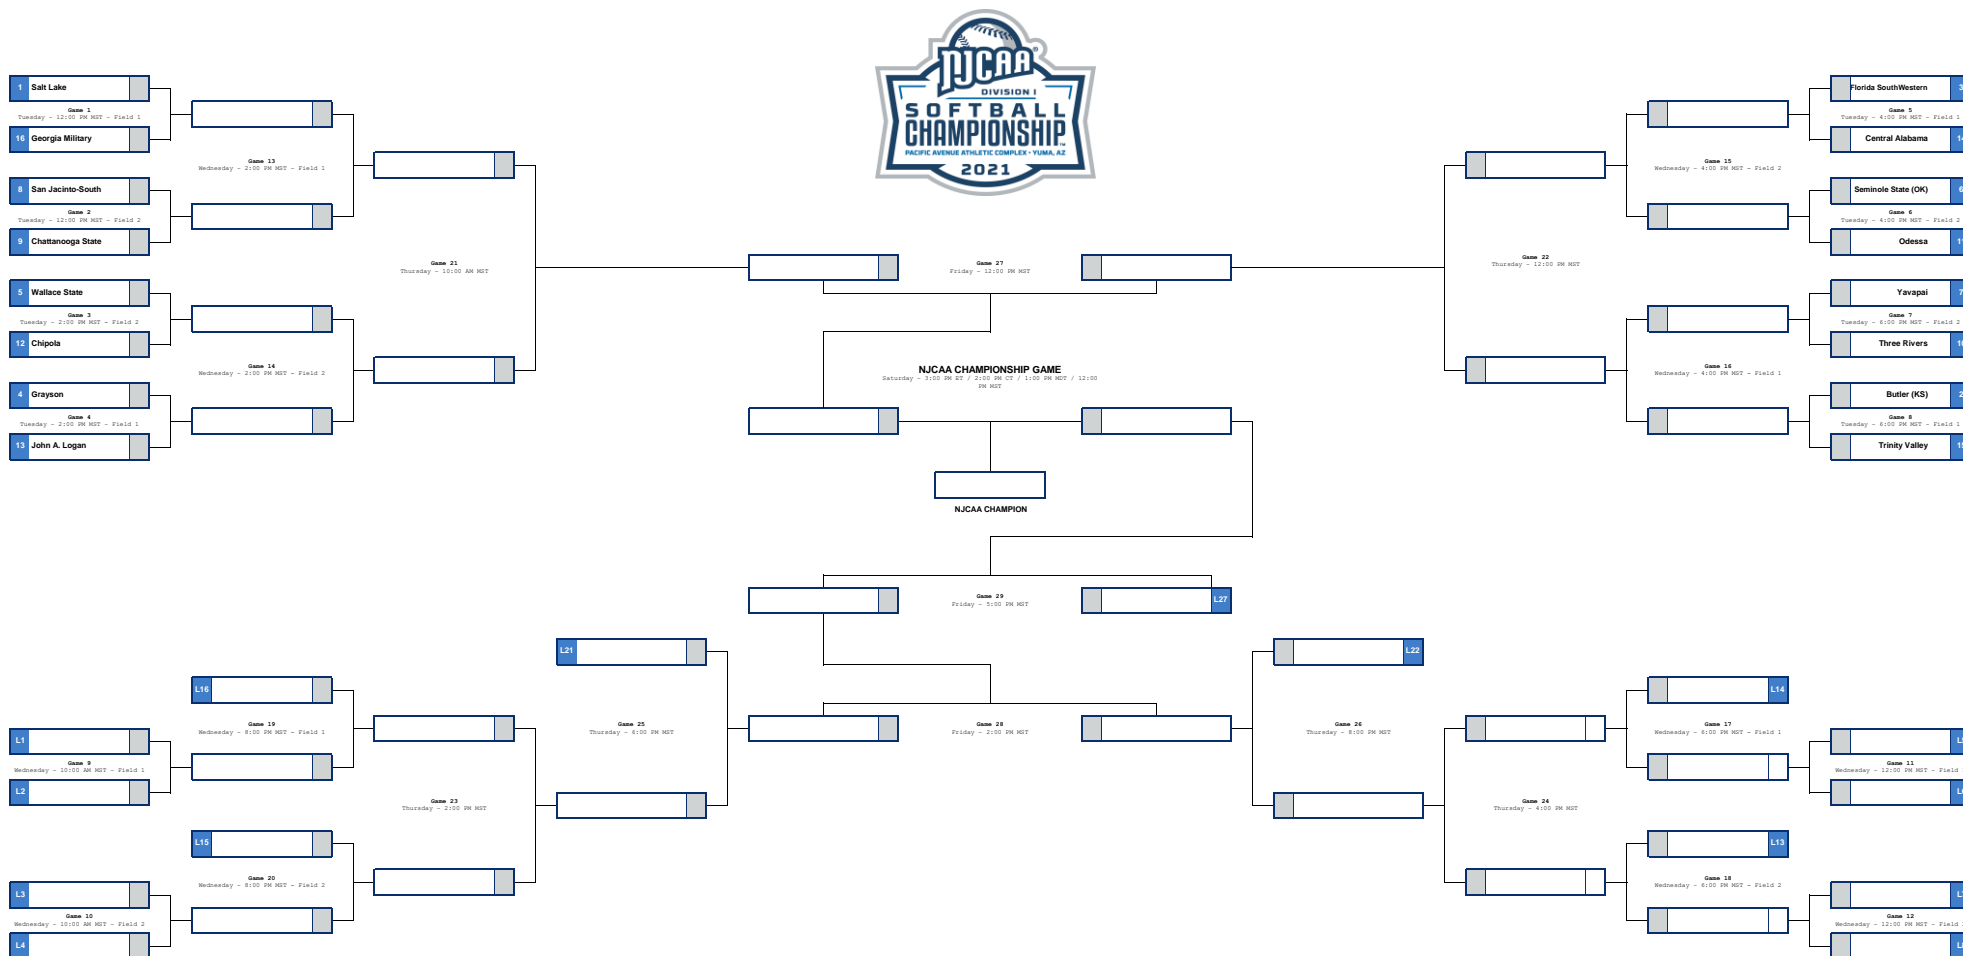 NJCAA
DIVISION I
SOFTBALL
CHAMPIONSHIP
PACIFIC AVENUE ATHLETIC COMPLEX - YUMA, AZ
2021
1 Salt Lake
Game 1
Tuesday - 12:00 PM MST - Field 1
16 Georgia Military
8 San Jacinto-South
Game 2
Tuesday - 12:00 PM MST - Field 2
9 Chattanooga State
5 Wallace State
Game 3
Tuesday - 2:00 PM MST - Field 2
12 Chipola
4 Grayson
Game 4
Tuesday - 2:00 PM MST - Field 1
13 John A. Logan
Game 13
Wednesday - 2:00 PM MST - Field 1
Game 14
Wednesday - 2:00 PM MST - Field 2
Game 21
Thursday - 10:00 AM MST
Game 27
Friday - 12:00 PM MST
NJCAA CHAMPIONSHIP GAME
Saturday - 3:00 PM ET / 2:00 PM CT / 1:00 PM MDT / 12:00
PM MST
NJCAA CHAMPION
Game 22
Thursday - 12:00 PM MST
Game 15
Wednesday - 4:00 PM MST - Field 2
Game 16
Wednesday - 4:00 PM MST - Field 1
Florida SouthWestern 3
Game 5
Tuesday - 4:00 PM MST - Field 1
Central Alabama
Seminole State (OK) 6
Game 6
Tuesday - 4:00 PM MST - Field 2
Odessa
Yavapai 7
Game 7
Tuesday - 6:00 PM MST - Field 2
Three Rivers
Butler (KS) 2
Game 8
Tuesday - 6:00 PM MST - Field 1
Trinity Valley
Game 29
Friday - 5:00 PM MST
L27
L21
Game 25
Thursday - 6:00 PM MST
Game 28
Friday - 2:00 PM MST
L22
Game 26
Thursday - 8:00 PM MST
L16
Game 19
Wednesday - 8:00 PM MST - Field 1
L1
Game 9
Wednesday - 10:00 AM MST - Field 1
L2
Game 23
Thursday - 2:00 PM MST
L15
Game 20
Wednesday - 8:00 PM MST - Field 2
L3
Game 10
Wednesday - 10:00 AM MST - Field 2
L4
L14
Game 17
Wednesday - 6:00 PM MST - Field 1
Game 11
Wednesday - 12:00 PM MST - Field
Game 24
Thursday - 4:00 PM MST
L13
Game 18
Wednesday - 6:00 PM MST - Field 2
Game 12
Wednesday - 12:00 PM MST - Field